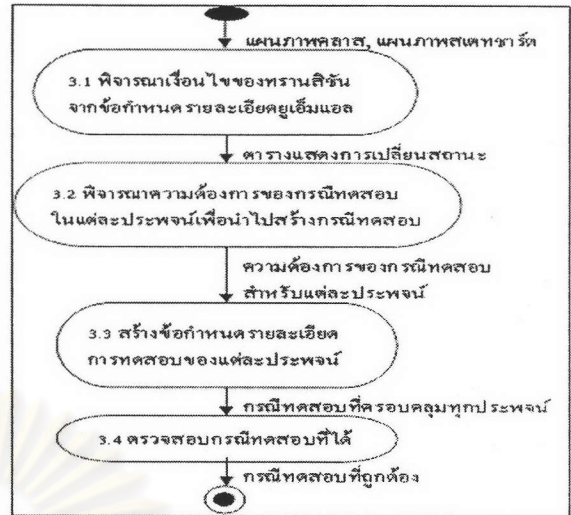 แผนภาพคลาส, แผนภาพสเตทชาร์ต
3.1 พิจารณาเงื่อนไขของทรานสิชัน
จากข้อกำหนดรายละเอียดยูเอ็มแอล
ตารางแสดงการเปลี่ยนสถานะ
3.2 พิจารณาความต้องการของกรณีทดสอบ
ในแต่ละประพจน์เพื่อนำไปสร้างกรณีทดสอบ
ความต้องการของกรณีทดสอบ
สำหรับแต่ละประพจน์
3.3 สร้างข้อกำหนดรายละเอียด
การทดสอบของแต่ละประพจน์
กรณีทดสอบที่ครอบคลุมทุกประพจน์
3.4 ตรวจสอบกรณีทดสอบที่ได้
กรณีทดสอบที่ถูกต้อง